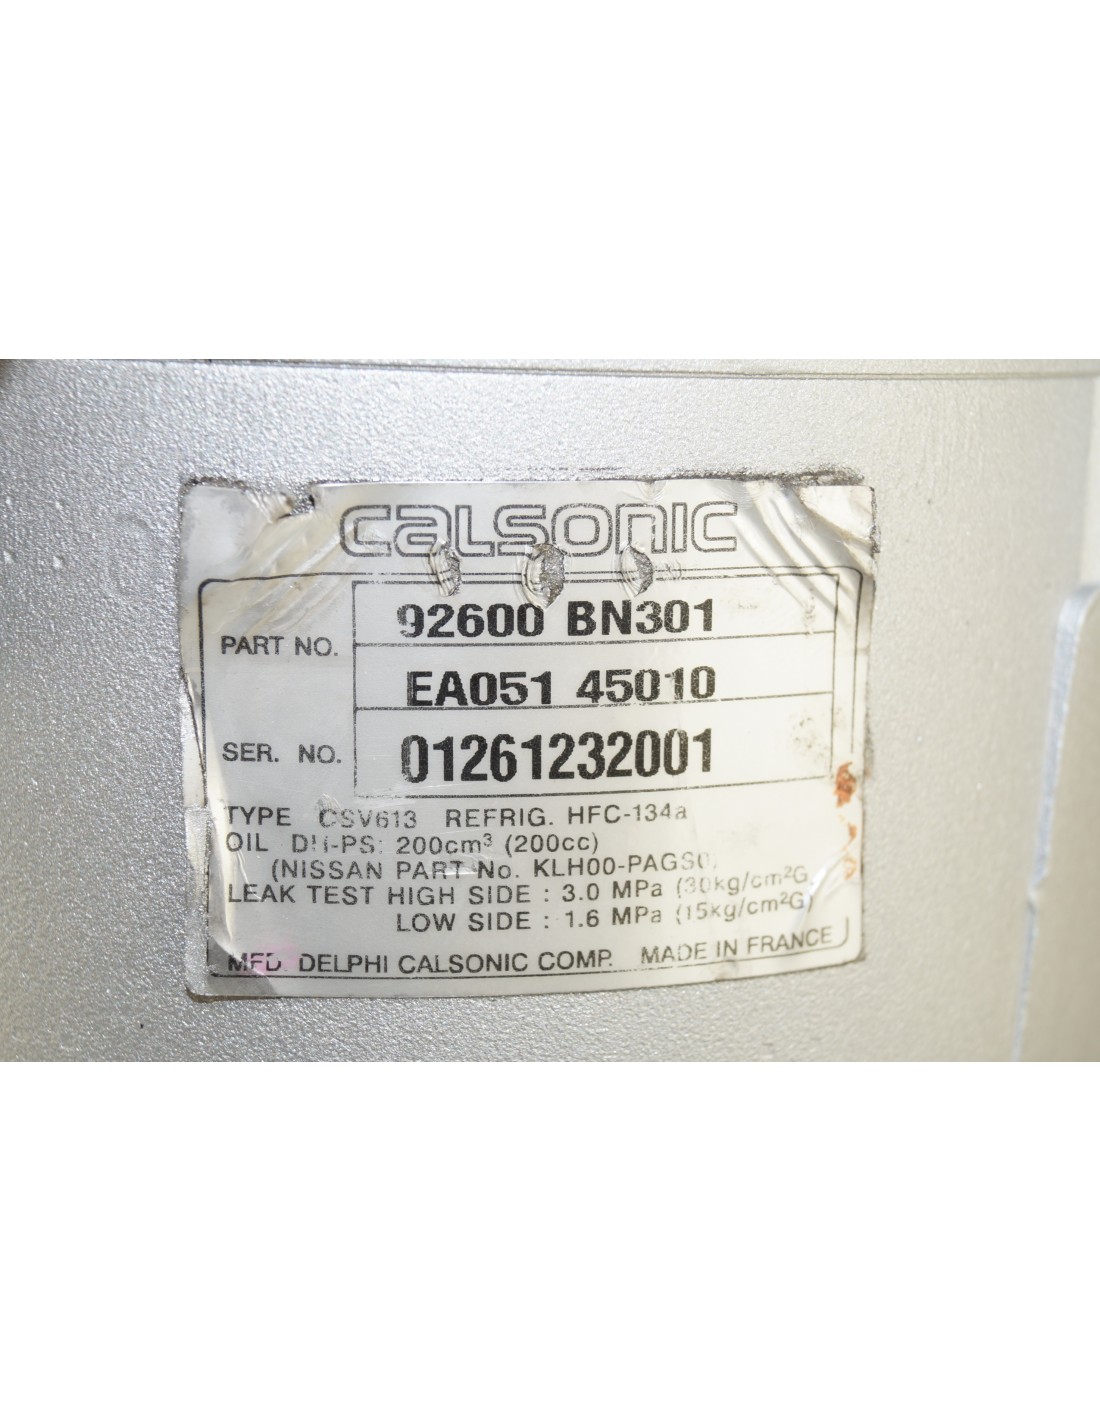 CALSONIC
PART NO. 92600 BN301
EA051 45010
SER. NO. 01261232001
TYPE CSV613 REFRIG. HFC-134a
OIL DH-PS: 200cm³ (200cc)
(NISSAN PART No. KLH00-PAGS0
LEAK TEST HIGH SIDE : 3.0 MPa (30kg/cm²G
LOW SIDE : 1.6 MPa (15kg/cm²G)
MFD. DELPHI CALSONIC COMP. MADE IN FRANCE